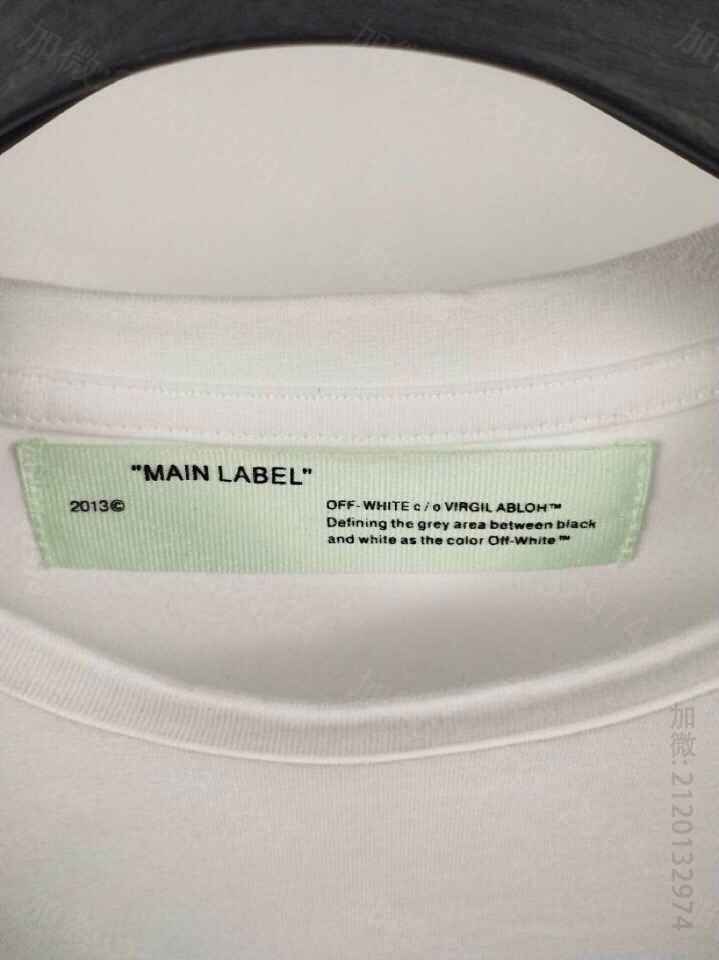 "MAIN LABEL"
2013©
OFF-WHITE c/o VIRGIL ABLOH™
Defining the grey area between black
and white as the color Off-White™
加微: 2120132974